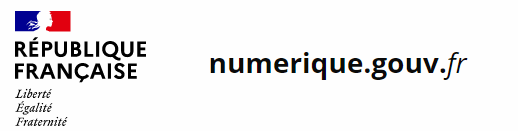 RÉPUBLIQUE
FRANÇAISE
Liberté
Égalité
Fraternité
numerique.gouv.fr